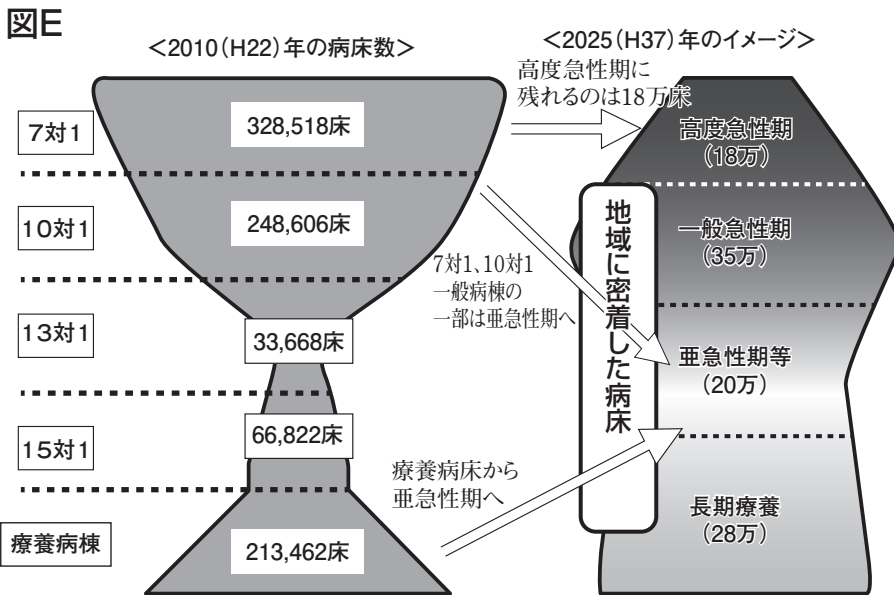 図E
<2010(H22)年の病床数>
<2025(H37)年のイメージ>
高度急性期に
残れるのは18万床
7対1
328,518床
高度急性期
(18万)
10対1
248,606床
地域に密着した病床
一般急性期
(35万)
7対1、10対1
一般病棟の
一部は亜急性期へ
13対1
33,668床
亜急性期等
(20万)
15対1
66,822床
療養病床から
亜急性期へ
長期療養
(28万)
療養病棟
213,462床